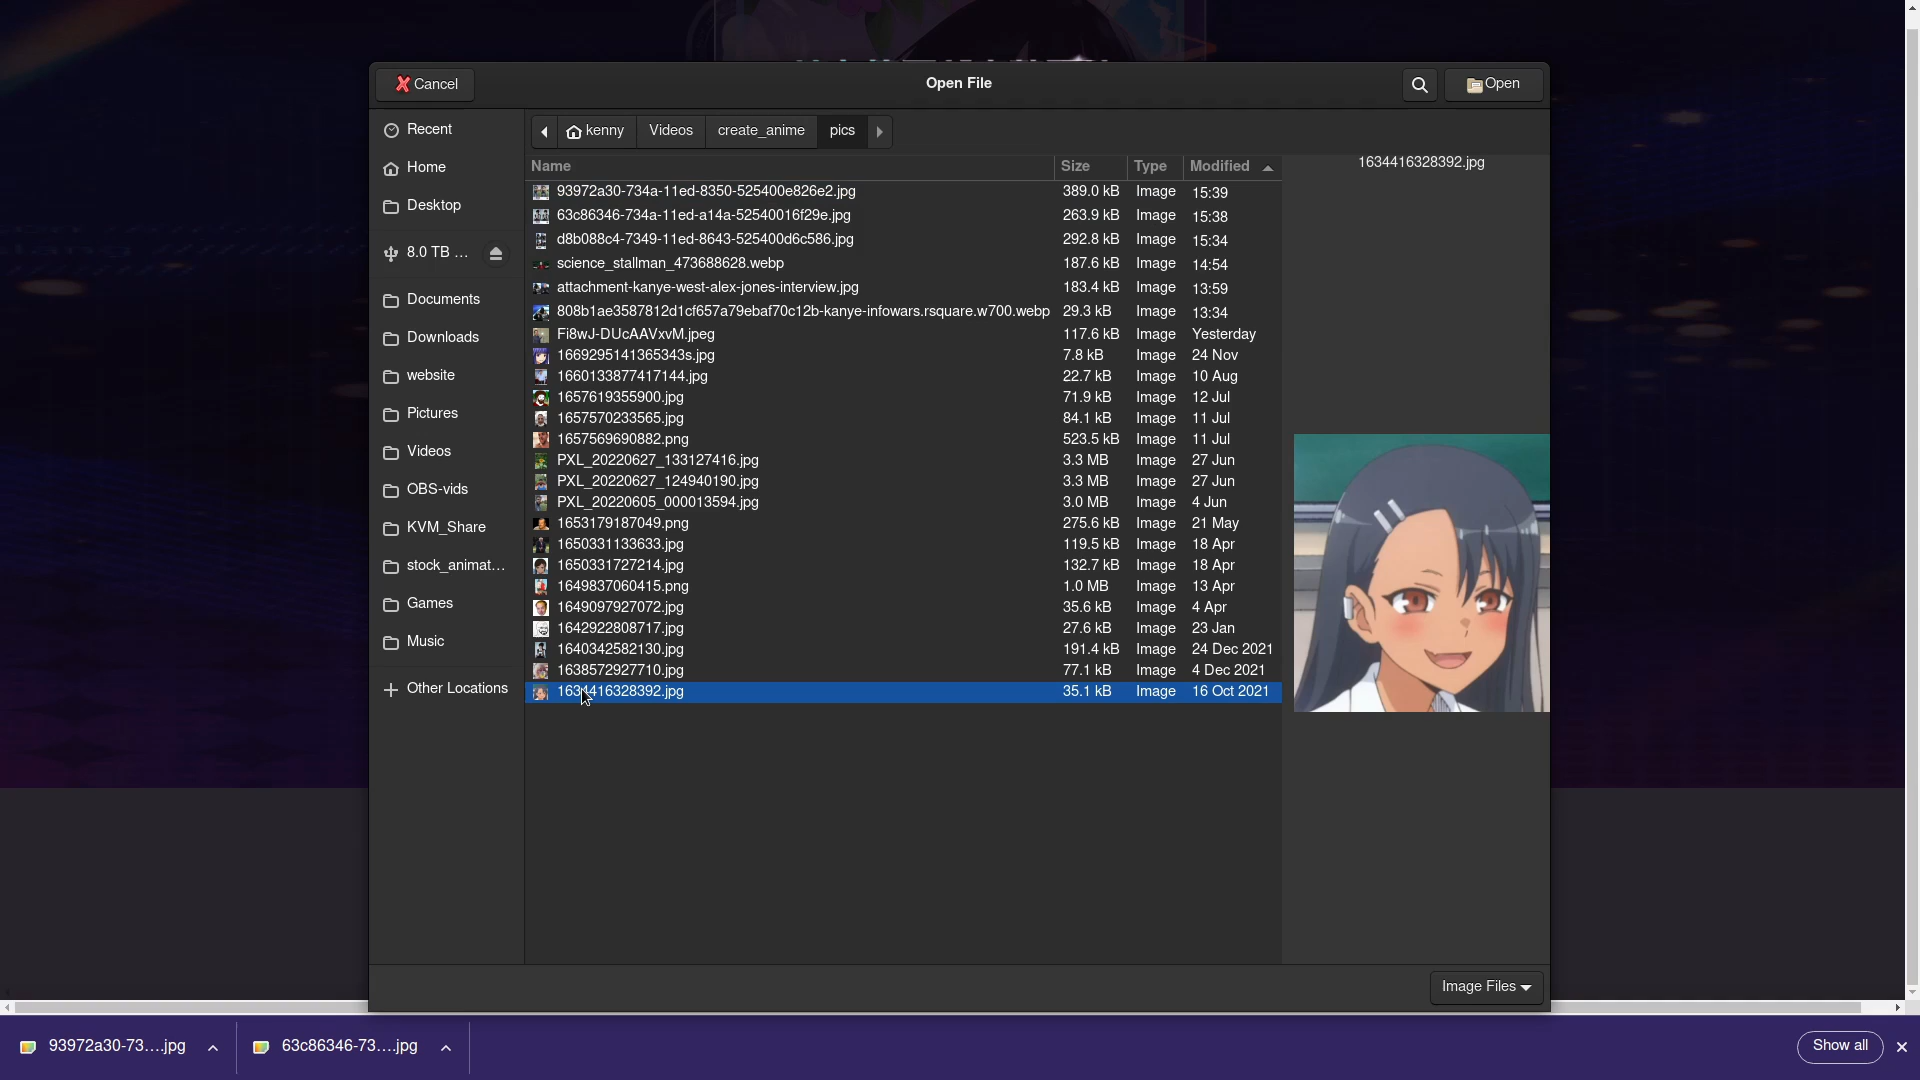 Cancel
Open File
Open
Recent
Home
Desktop
8.0 TB ...
Documents
Downloads
website
Pictures
Videos
OBS-vids
KVM_Share
stock_animat...
Games
Music
Other Locations
kenny Videos create_anime pics
Name Size Type Modified
93972a30-734a-11ed-8350-525400e826e2.jpg 389.0 kB Image 15:39
63c86346-734a-11ed-a14a-52540016f29e.jpg 263.9 kB Image 15:38
d8b088c4-7349-11ed-8643-525400d6c586.jpg 292.8 kB Image 15:34
science_stallman_473688628.webp 187.6 kB Image 14:54
attachment-kanye-west-alex-jones-interview.jpg 183.4 kB Image 13:59
808b1ae3587812d1cf657a79ebaf70c12b-kanye-infowars.rsquare.w700.webp 29.3 kB Image 13:34
Fi8wJ-DUcAAVxvM.jpeg 117.6 kB Image Yesterday
1669295141365343s.jpg 7.8 kB Image 24 Nov
1660133877417144.jpg 22.7 kB Image 10 Aug
1657619355900.jpg 71.9 kB Image 12 Jul
1657570233565.jpg 84.1 kB Image 11 Jul
1657569690882.png 523.5 kB Image 11 Jul
PXL_20220627_133127416.jpg 3.3 MB Image 27 Jun
PXL_20220627_124940190.jpg 3.3 MB Image 27 Jun
PXL_20220605_000013594.jpg 3.0 MB Image 4 Jun
1653179187049.png 275.6 kB Image 21 May
1650331133633.jpg 119.5 kB Image 18 Apr
1650331727214.jpg 132.7 kB Image 18 Apr
1649837060415.png 1.0 MB Image 13 Apr
1649097927072.jpg 35.6 kB Image 4 Apr
1642922808717.jpg 27.6 kB Image 23 Jan
1640342582130.jpg 191.4 kB Image 24 Dec 2021
1638572927710.jpg 77.1 kB Image 4 Dec 2021
1634416328392.jpg 35.1 kB Image 16 Oct 2021
1634416328392.jpg
Image Files
93972a30-73....jpg
63c86346-73....jpg
Show all